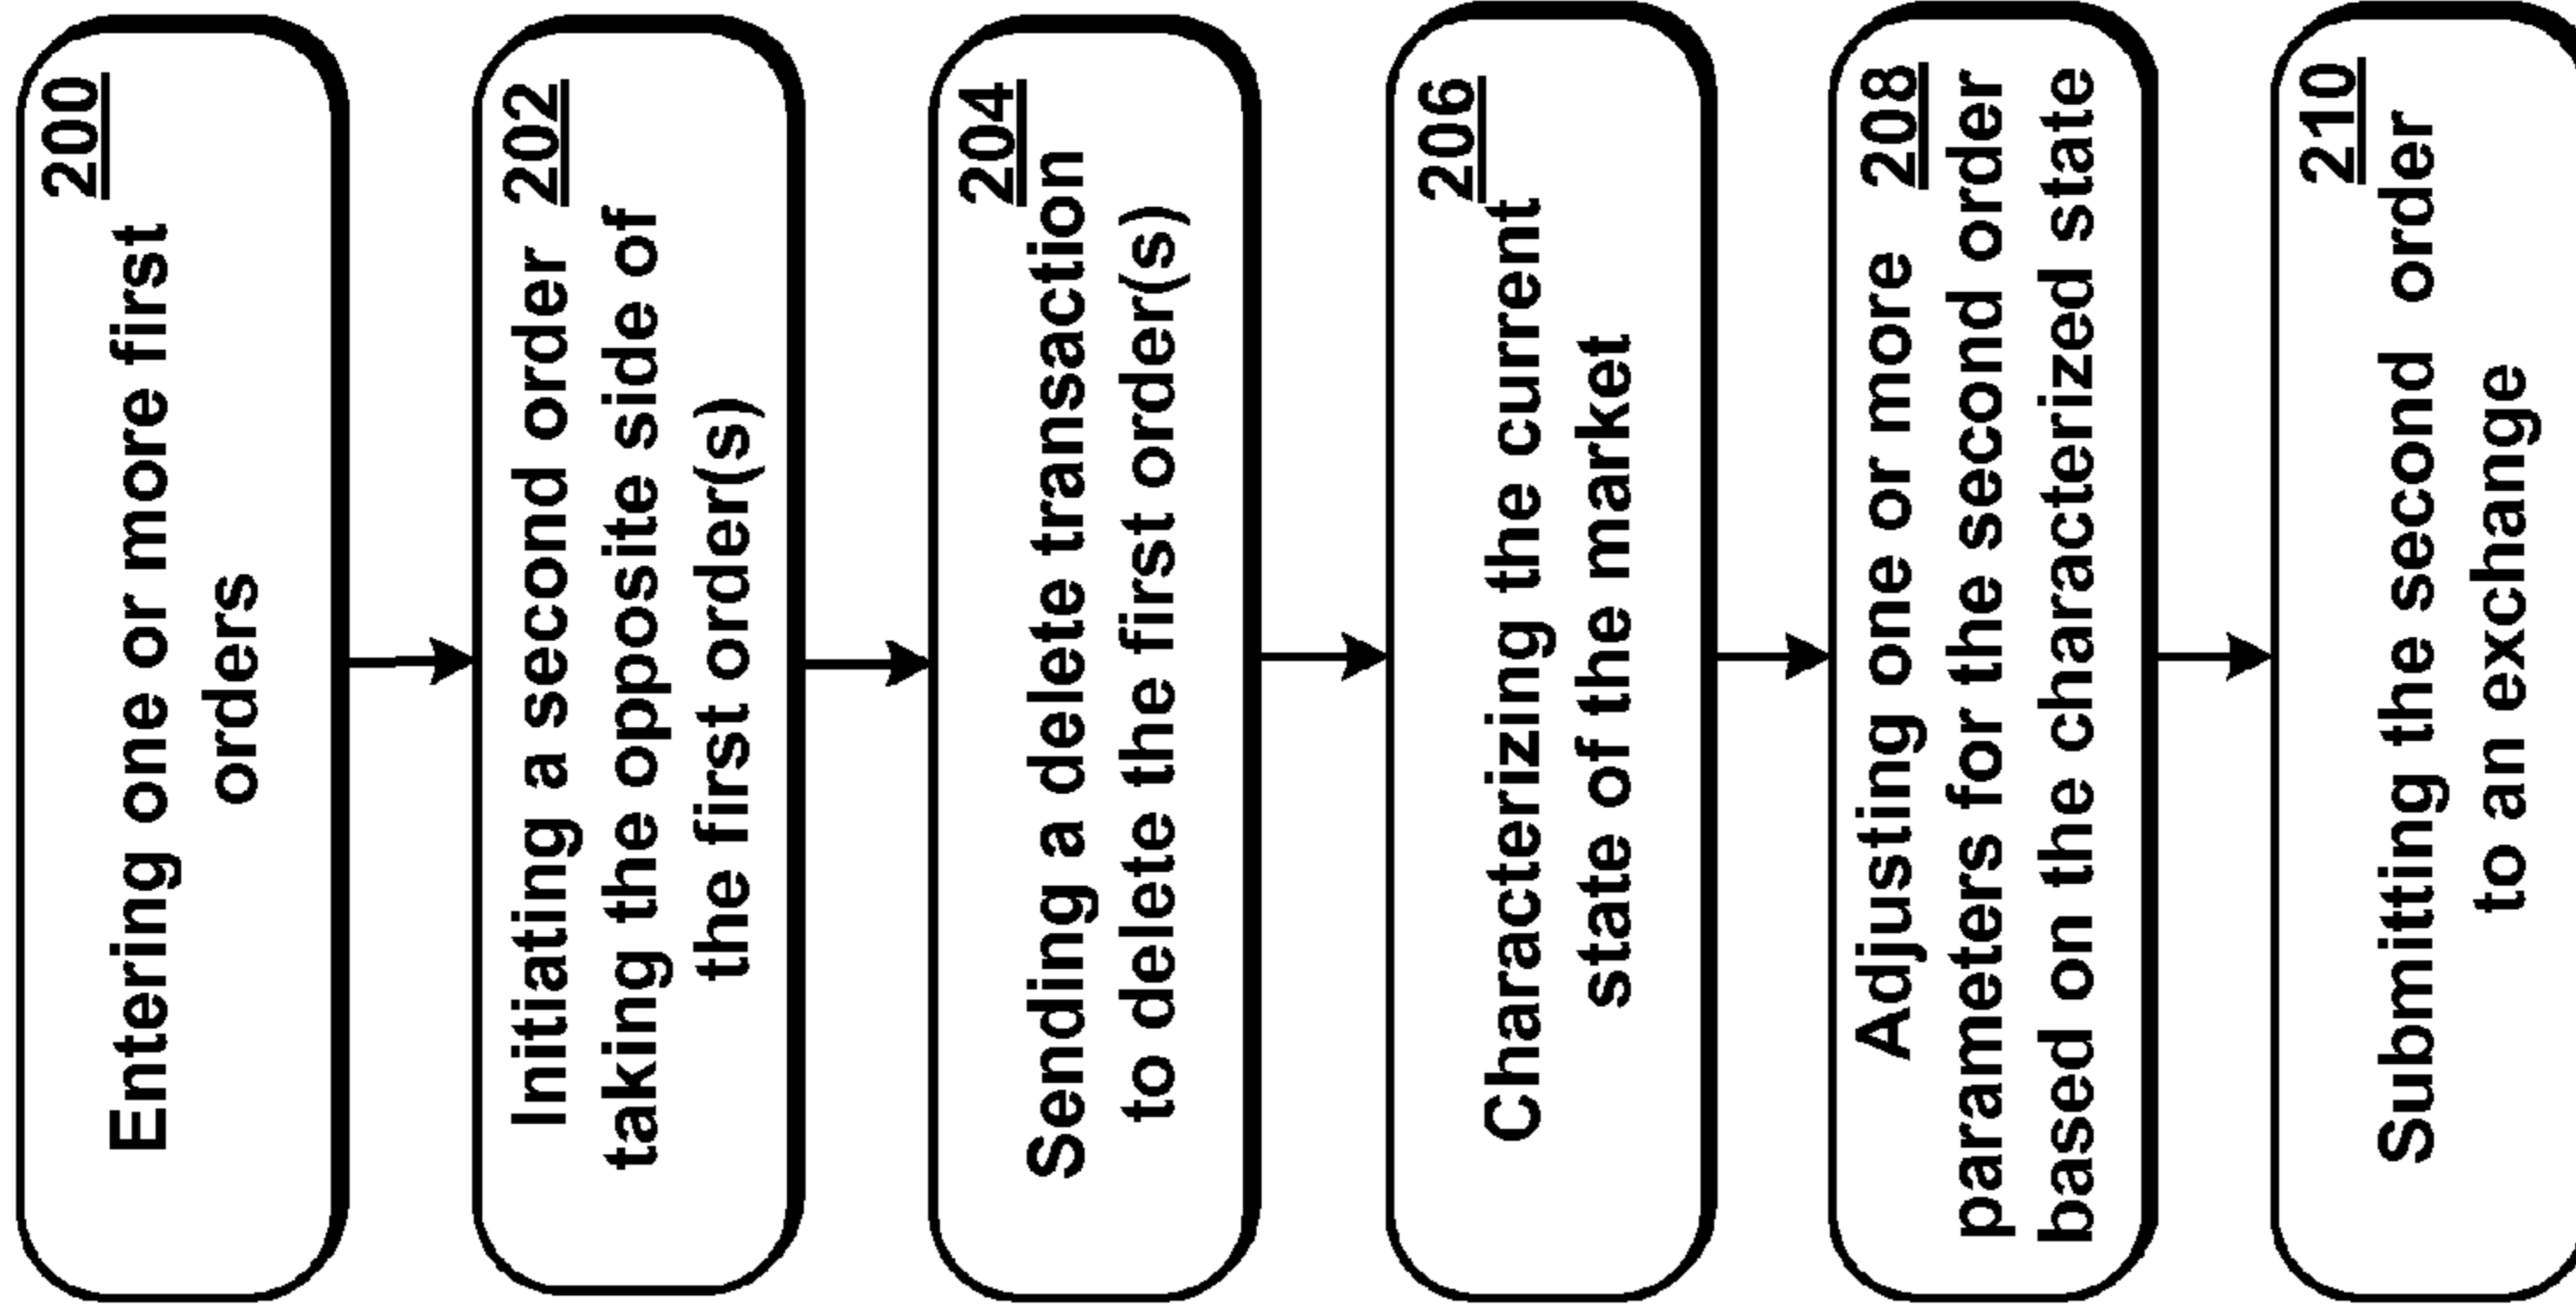 200
Entering one or more first
orders
202
Initiating a second order
taking the opposite side of
the first order(s)
204
Sending a delete transaction
to delete the first order(s)
206
Characterizing the current
state of the market
208
Adjusting one or more
parameters for the second order
based on the characterized state
210
Submitting the second order
to an exchange